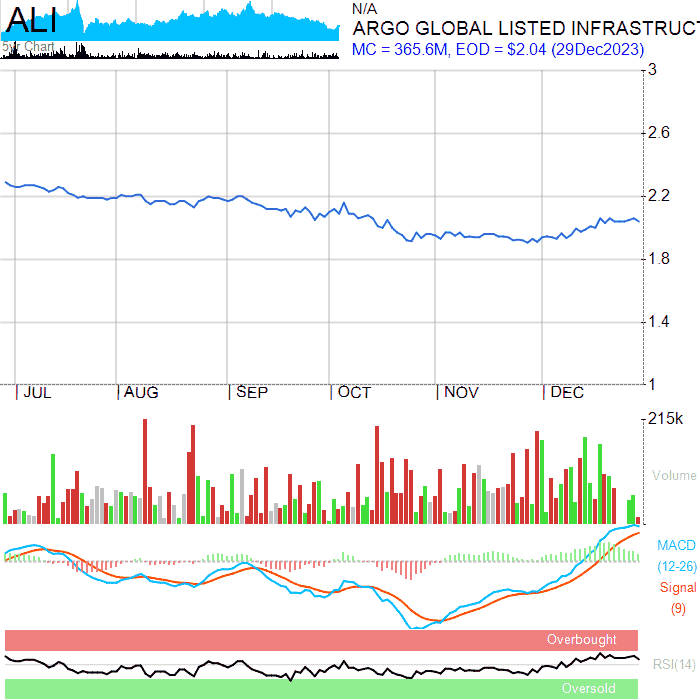 ALI
5yr Chart
N/A
ARGO GLOBAL LISTED INFRASTRUCT
MC = 365.6M, EOD = $2.04 (29Dec2023)
3
2.6
2.2
1.8
1.4
1
JUL AUG SEP OCT NOV DEC
215k
Volume
MACD
(12-26)
Signal
(9)
Overbought
RSI(14)
Oversold